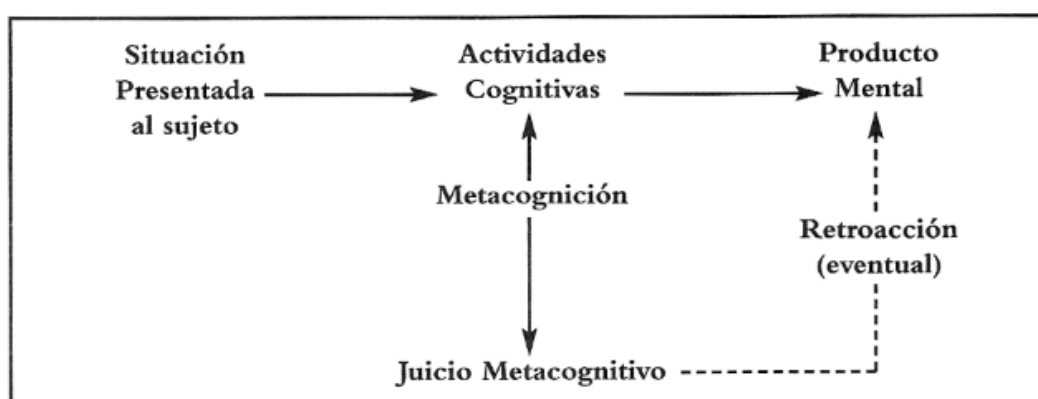 Situación
Presentada
al sujeto
Actividades
Cognitivas
Producto
Mental
Metacognición
Retroacción
(eventual)
Juicio Metacognitivo